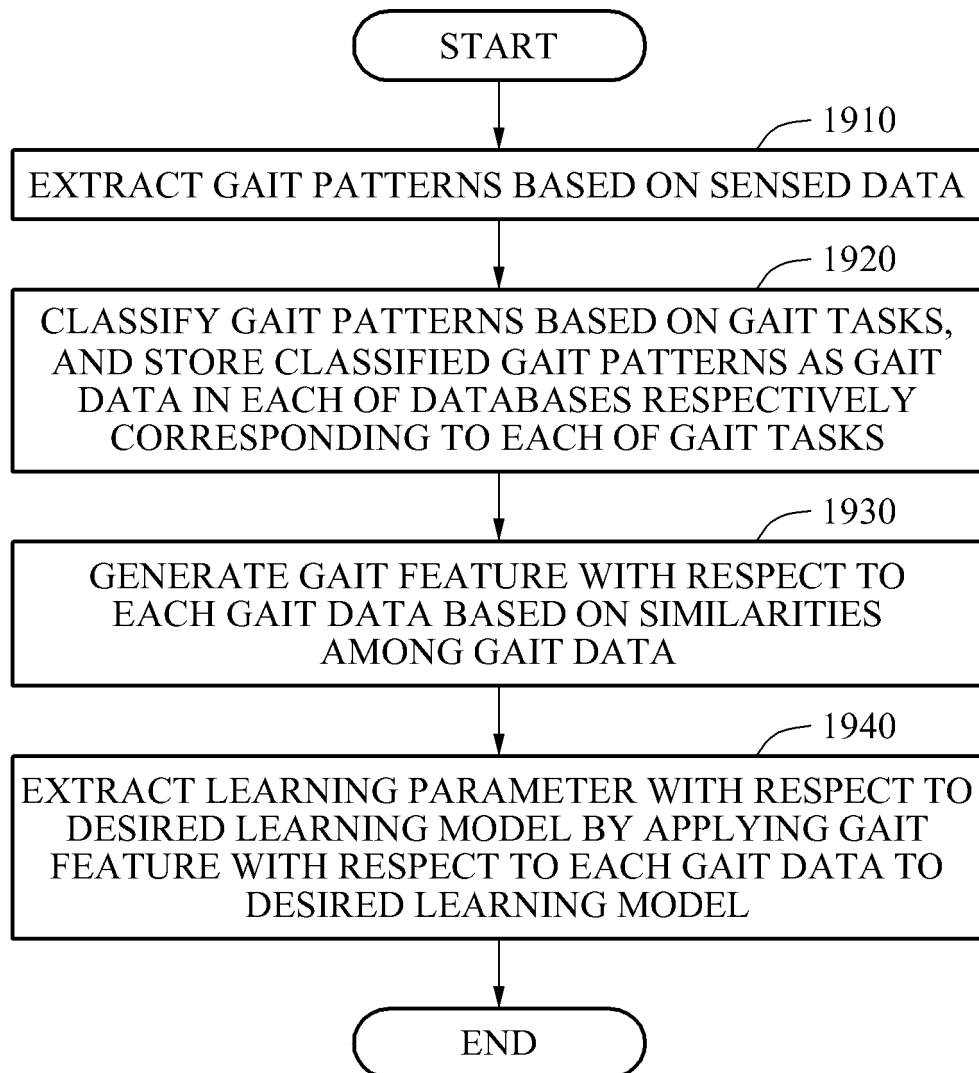 START
1910
EXTRACT GAIT PATTERNS BASED ON SENSED DATA
1920
CLASSIFY GAIT PATTERNS BASED ON GAIT TASKS,
AND STORE CLASSIFIED GAIT PATTERNS AS GAIT
DATA IN EACH OF DATABASES RESPECTIVELY
CORRESPONDING TO EACH OF GAIT TASKS
1930
GENERATE GAIT FEATURE WITH RESPECT TO
EACH GAIT DATA BASED ON SIMILARITIES
AMONG GAIT DATA
1940
EXTRACT LEARNING PARAMETER WITH RESPECT TO
DESIRED LEARNING MODEL BY APPLYING GAIT
FEATURE WITH RESPECT TO EACH GAIT DATA TO
DESIRED LEARNING MODEL
END